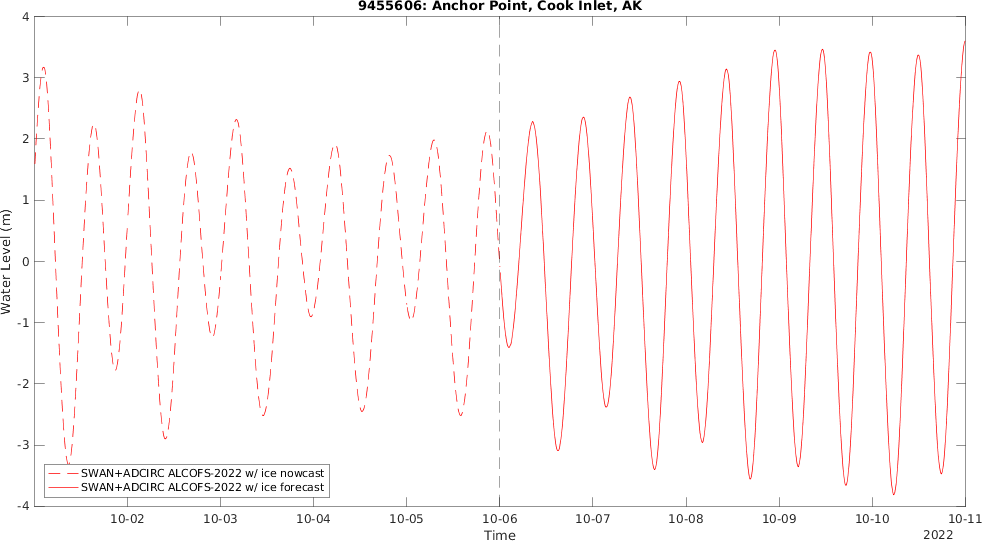 9455606: Anchor Point, Cook Inlet, AK
Water Level (m)
4
3
2
1
0
-1
-2
-3
-4
SWAN+ADCIRC ALCOFS-2022 w/ ice nowcast
SWAN+ADCIRC ALCOFS-2022 w/ ice forecast
10-02 10-03 10-04 10-05 10-06 10-07 10-08 10-09 10-10 10-11
Time
2022